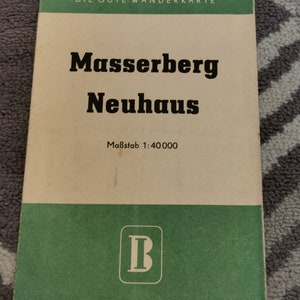 DIE GUTE WANDERKARTE
Masserberg
Neuhaus
Maßstab 1:40000
B